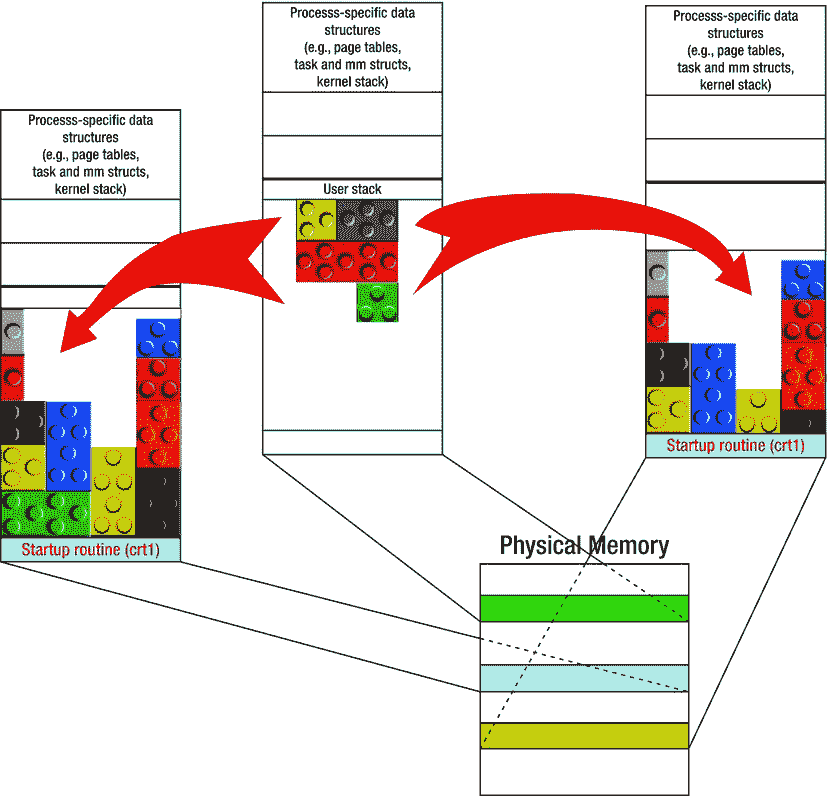 Processs-specific data
structures
(e.g., page tables,
task and mm structs,
kernel stack)
User stack
Processs-specific data
structures
(e.g., page tables,
task and mm structs,
kernel stack)
Startup routine (crt1)
Processs-specific data
structures
(e.g., page tables,
task and mm structs,
kernel stack)
Startup routine (crt1)
Physical Memory